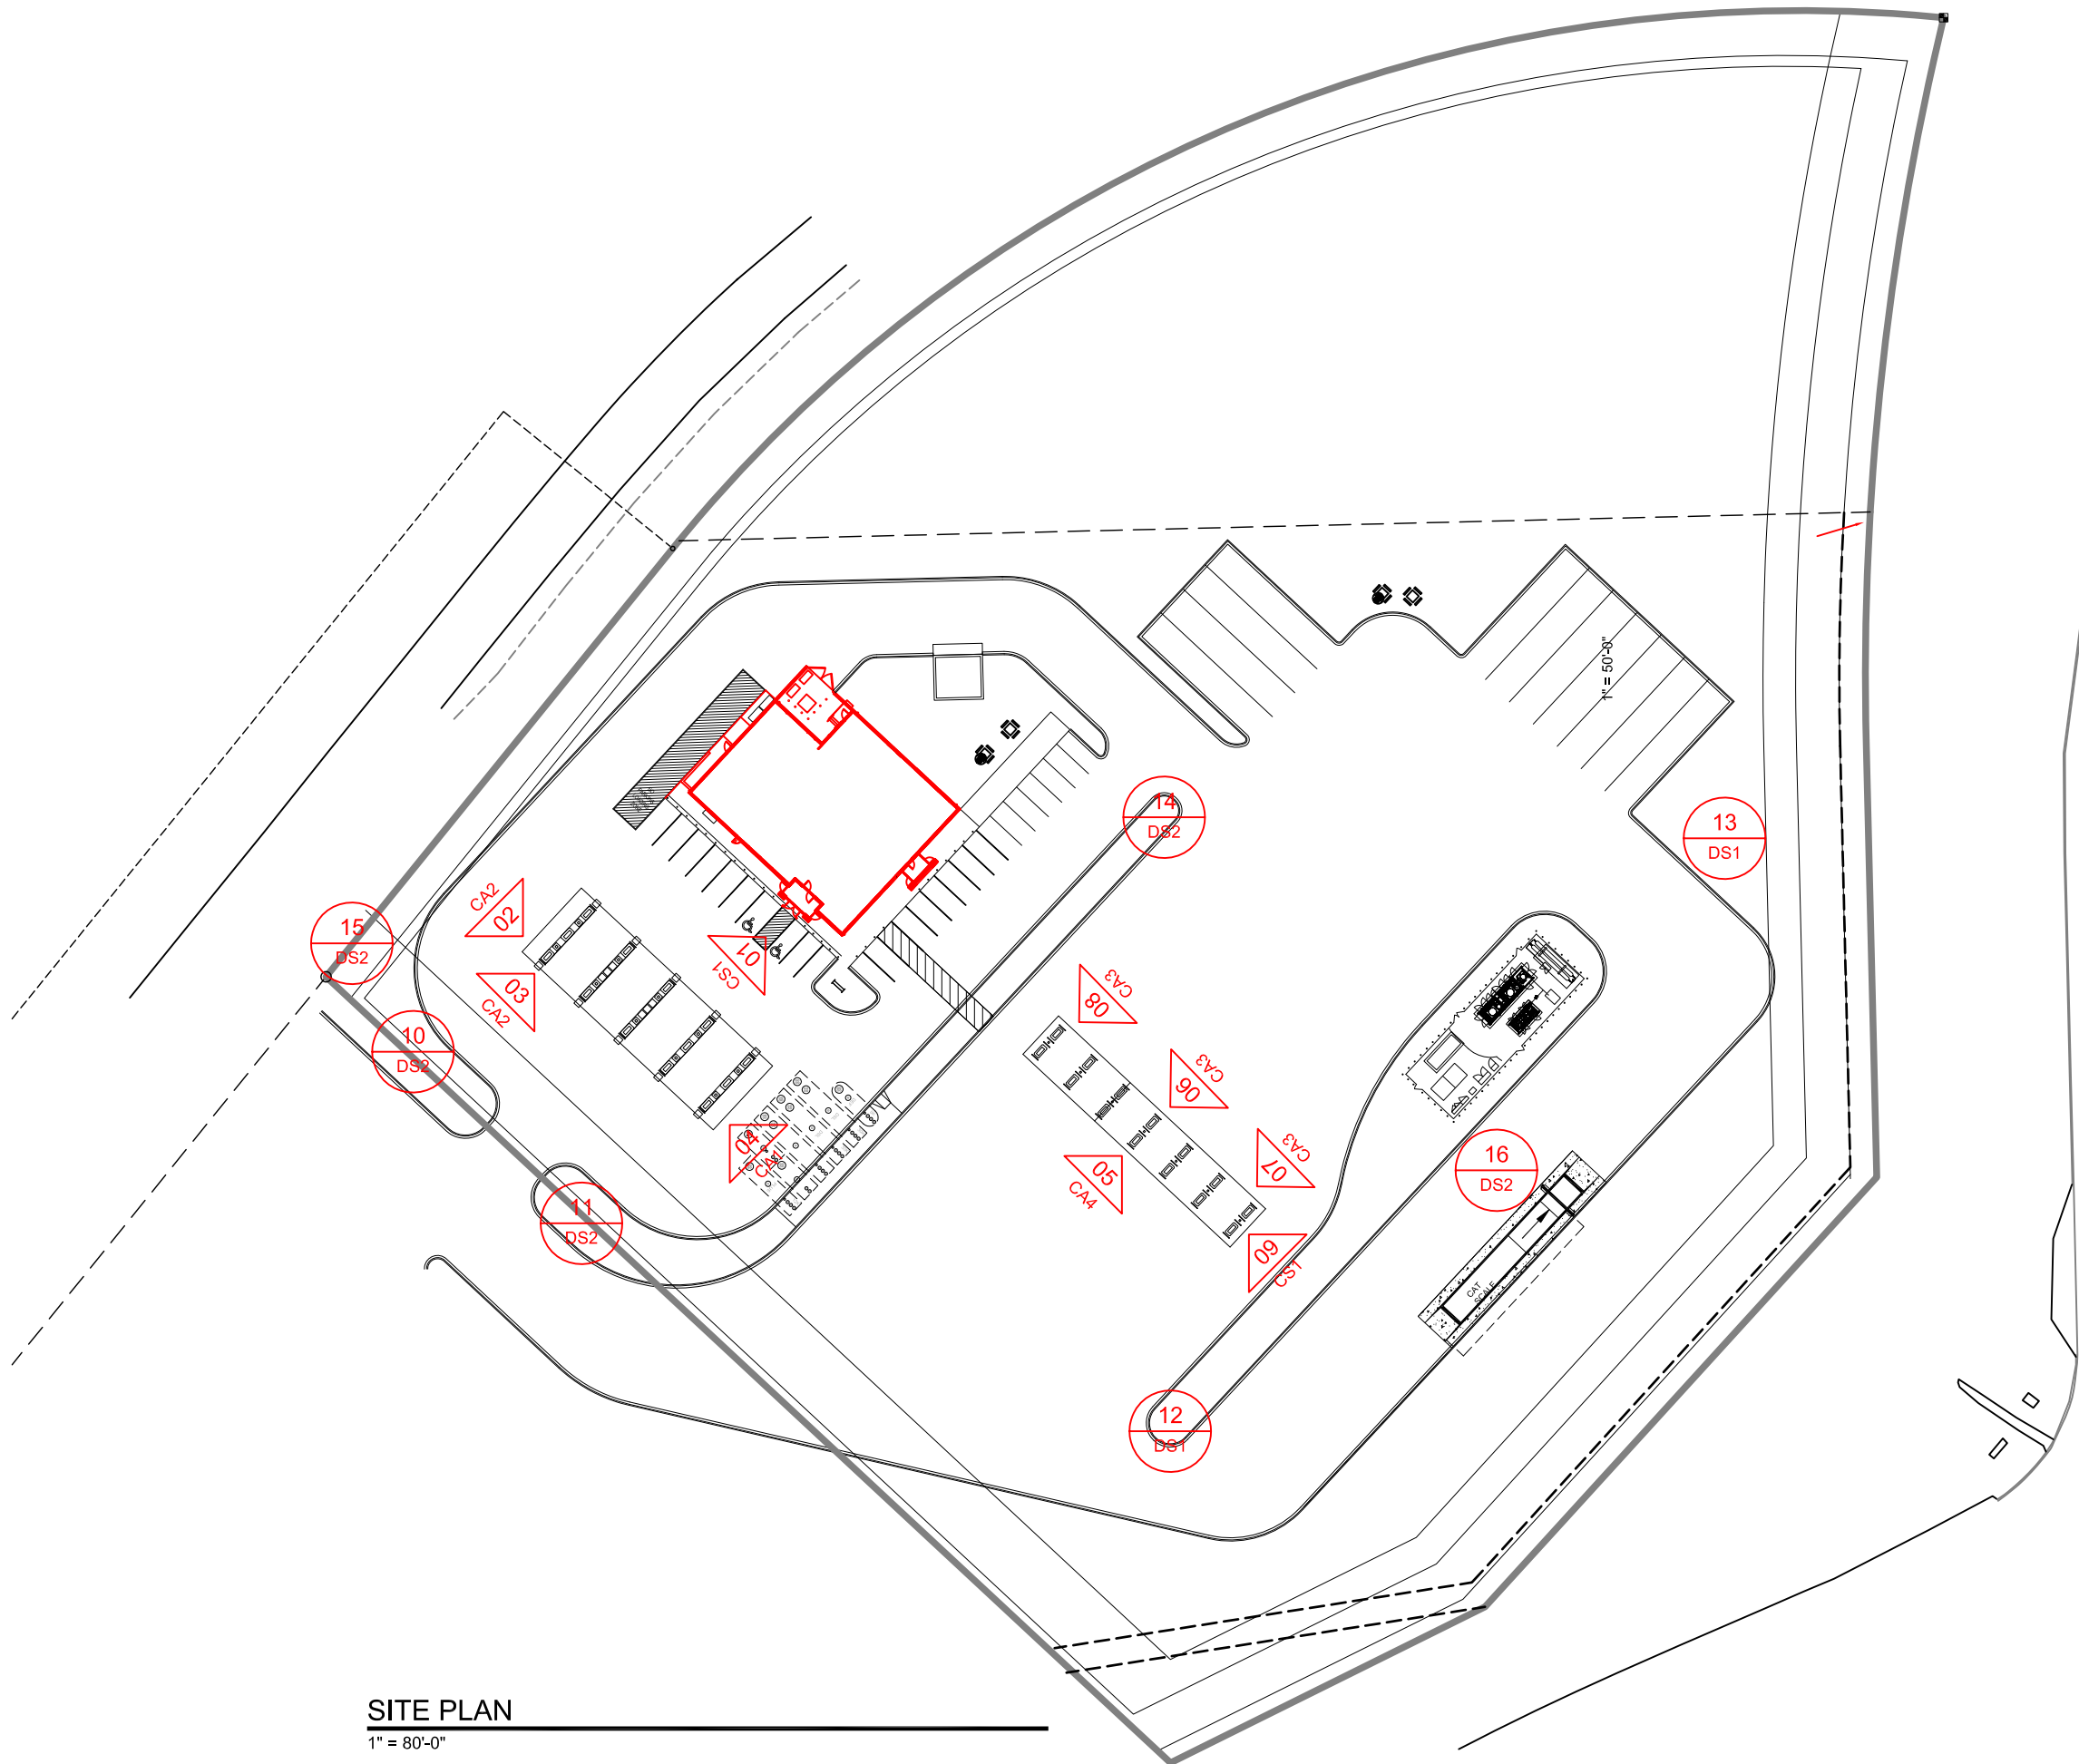 1" = 50'-0"
14
DS2
13
DS1
CA2
02
15
DS2
01
CS1
03
CA2
08
CA3
10
DS2
06
CA3
04
CA1
05
CA4
07
CA3
16
DS2
11
DS2
09
CS1
CAT
SCALE
12
DS1
SITE PLAN
1" = 80'-0"